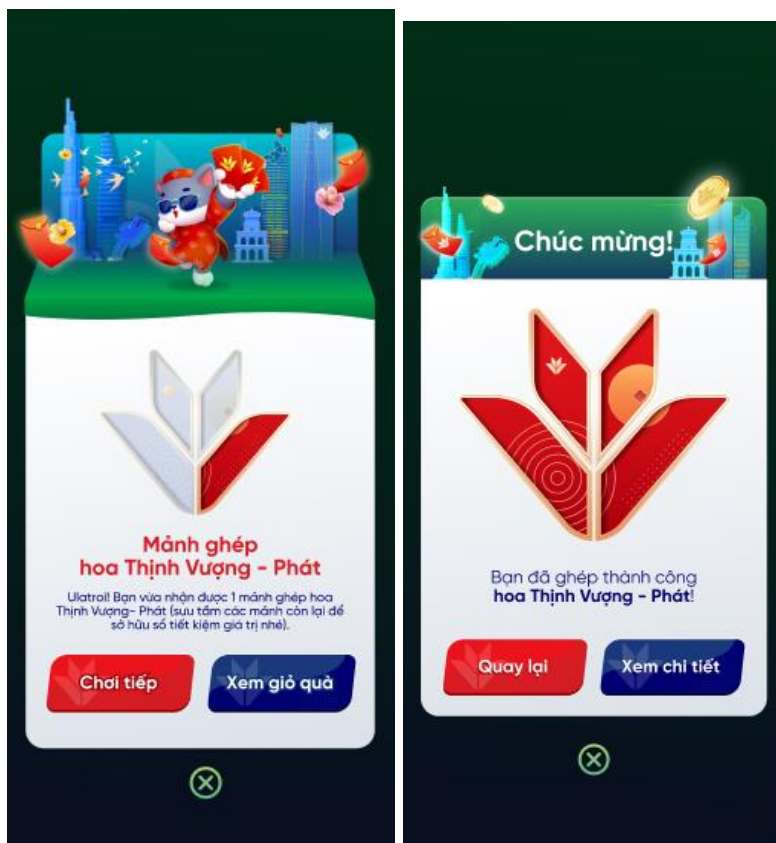 Mảnh ghép
hoa Thịnh Vượng - Phát
Ulatroi! Bạn vừa nhận được 1 mảnh ghép hoa
Thịnh Vượng- Phát (sưu tầm các mảnh còn lại để
sở hữu sổ tiết kiệm giá trị nhé).
Chơi tiếp
Xem giỏ quà
Chúc mừng!
Bạn đã ghép thành công
hoa Thịnh Vượng - Phát!
Quay lại
Xem chi tiết